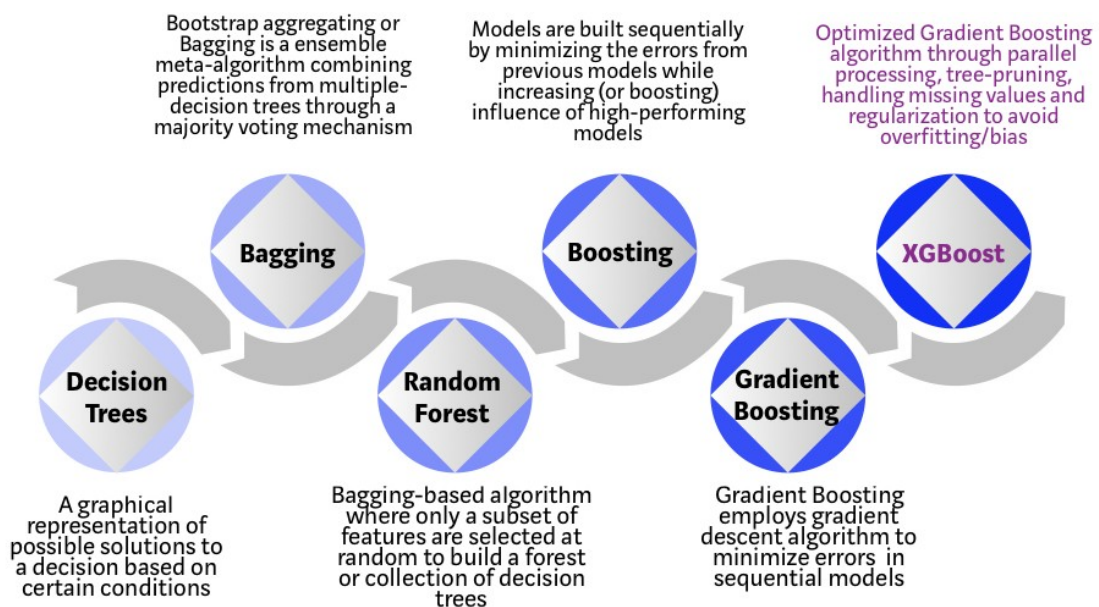 Bootstrap aggregating or
Bagging is a ensemble
meta-algorithm combining
predictions from multiple-
decision trees through a
majority voting mechanism
Models are built sequentially
by minimizing the errors from
previous models while
increasing (or boosting)
influence of high-performing
models
Optimized Gradient Boosting
algorithm through parallel
processing, tree-pruning,
handling missing values and
regularization to avoid
overfitting/bias
Bagging
Boosting
XGBoost
Decision
Trees
Random
Forest
Gradient
Boosting
A graphical
representation of
possible solutions to
a decision based on
certain conditions
Bagging-based algorithm
where only a subset of
features are selected at
random to build a forest
or collection of decision
trees
Gradient Boosting
employs gradient
descent algorithm to
minimize errors in
sequential models